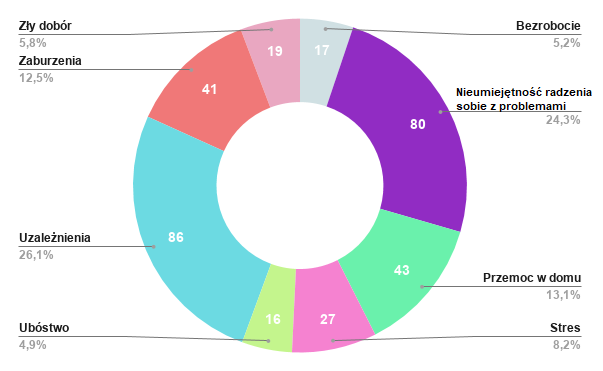 Zły dobór
5,8%
Zaburzenia
12,5%
Uzależnienia
26,1%
Ubóstwo
4,9%
Bezrobocie
5,2%
Nieumiejętność radzenia
sobie z problemami
24,3%
Przemoc w domu
13,1%
Stres
8,2%
19
17
41
80
86
43
16
27